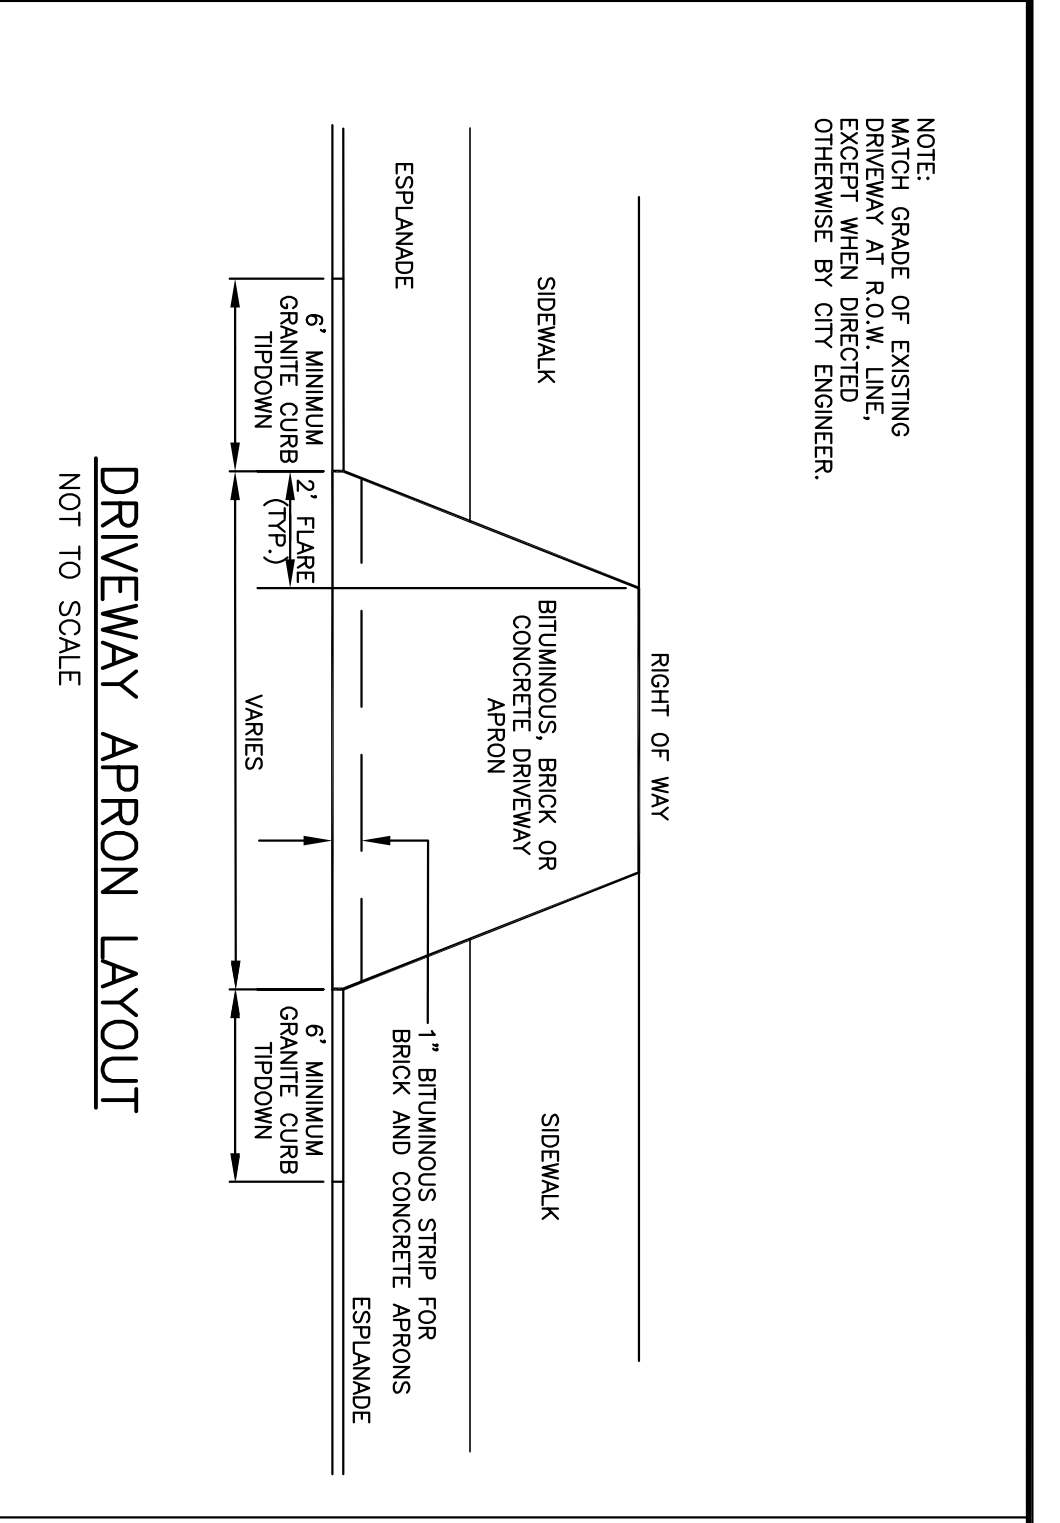 NOTE:
MATCH GRADE OF EXISTING
DRIVEWAY AT R.O.W. LINE,
EXCEPT WHEN DIRECTED
OTHERWISE BY CITY ENGINEER.
RIGHT OF WAY
SIDEWALK
BITUMINOUS, BRICK OR
CONCRETE DRIVEWAY
APRON
SIDEWALK
ESPLANADE
1" BITUMINOUS STRIP FOR
BRICK AND CONCRETE APRONS
ESPLANADE
6' MINIMUM
GRANITE CURB
TIPDOWN
2' FLARE
(TYP.)
VARIES
6' MINIMUM
GRANITE CURB
TIPDOWN
DRIVEWAY APRON LAYOUT
NOT TO SCALE